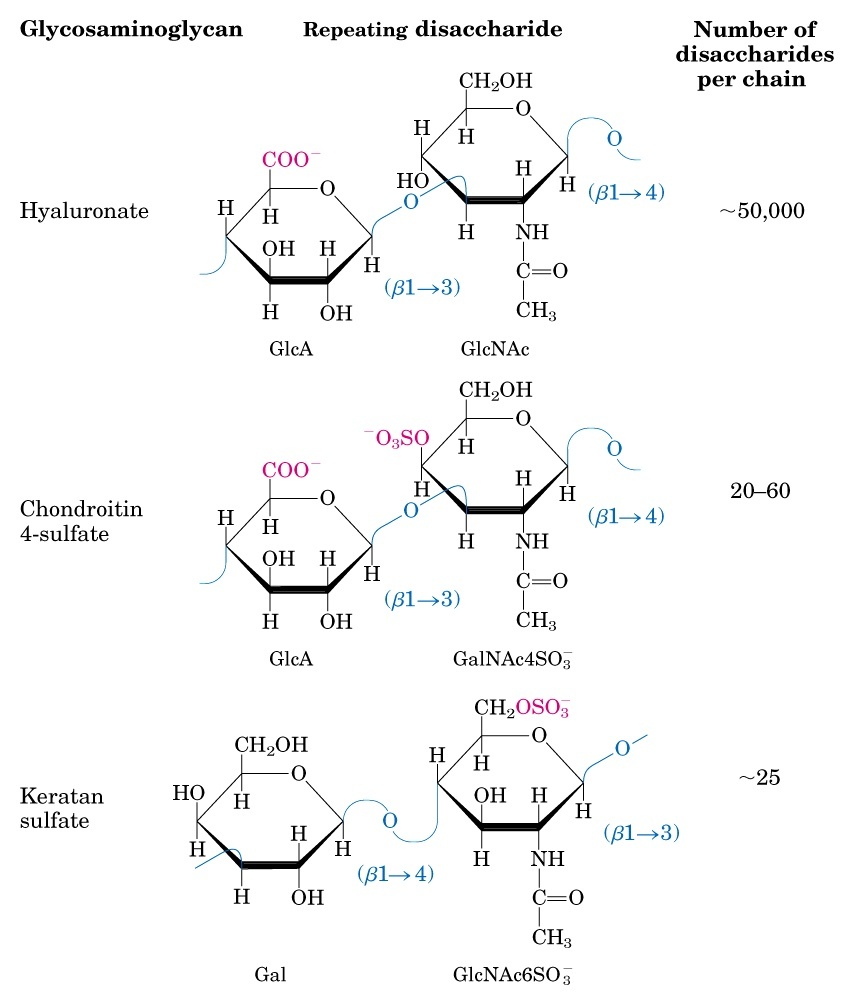 Glycosaminoglycan Repeating disaccharide Number of
disaccharides
per chain
CH₂OH
O
H
H
H
HO
O
H
H
(β1→4)
COO⁻
O
H
H
OH
H
H
O
Hyaluronate
~50,000
H
NH
(β1→3)
H
OH
C=O
CH₃
GlcA GlcNAc
CH₂OH
O
⁻O₃SO
H
H
O
H
H
(β1→4)
COO⁻
O
H
H
OH
H
H
O
Chondroitin
4-sulfate
20–60
H
NH
(β1→3)
H
OH
C=O
CH₃
GlcA GalNAc4SO₃⁻
CH₂OSO₃⁻
O
H
H
OH
H
H
O
CH₂OH
O
HO
H
H
H
H
O
Keratan
sulfate
~25
(β1→4)
(β1→3)
H
OH
H
NH
C=O
CH₃
Gal GlcNAc6SO₃⁻